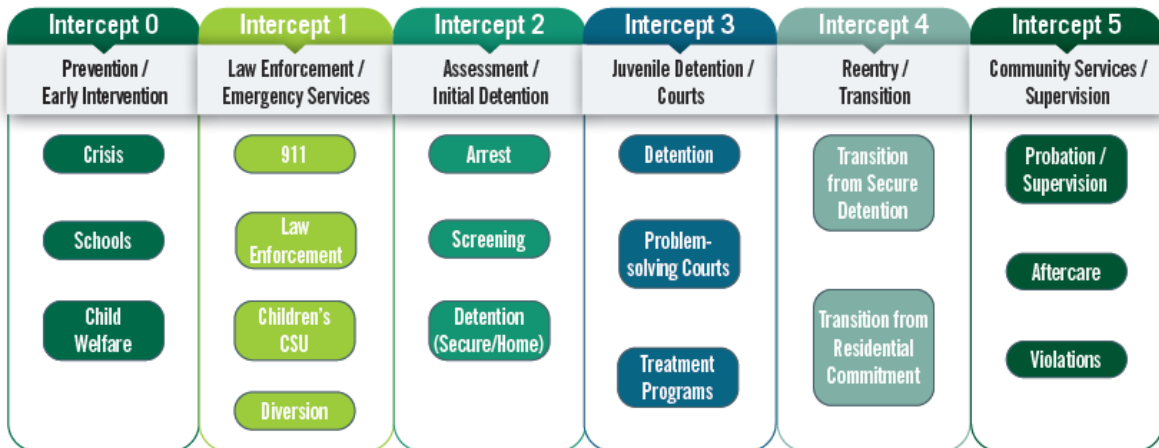 Intercept 0
Prevention /
Early Intervention
Crisis
Schools
Child
Welfare
Intercept 1
Law Enforcement /
Emergency Services
911
Law
Enforcement
Children's
CSU
Diversion
Intercept 2
Assessment /
Initial Detention
Arrest
Screening
Detention
(Secure/Home)
Intercept 3
Juvenile Detention /
Courts
Detention
Problem-
solving Courts
Treatment
Programs
Intercept 4
Reentry /
Transition
Transition
from Secure
Detention
Transition from
Residential
Commitment
Intercept 5
Community Services /
Supervision
Probation /
Supervision
Aftercare
Violations